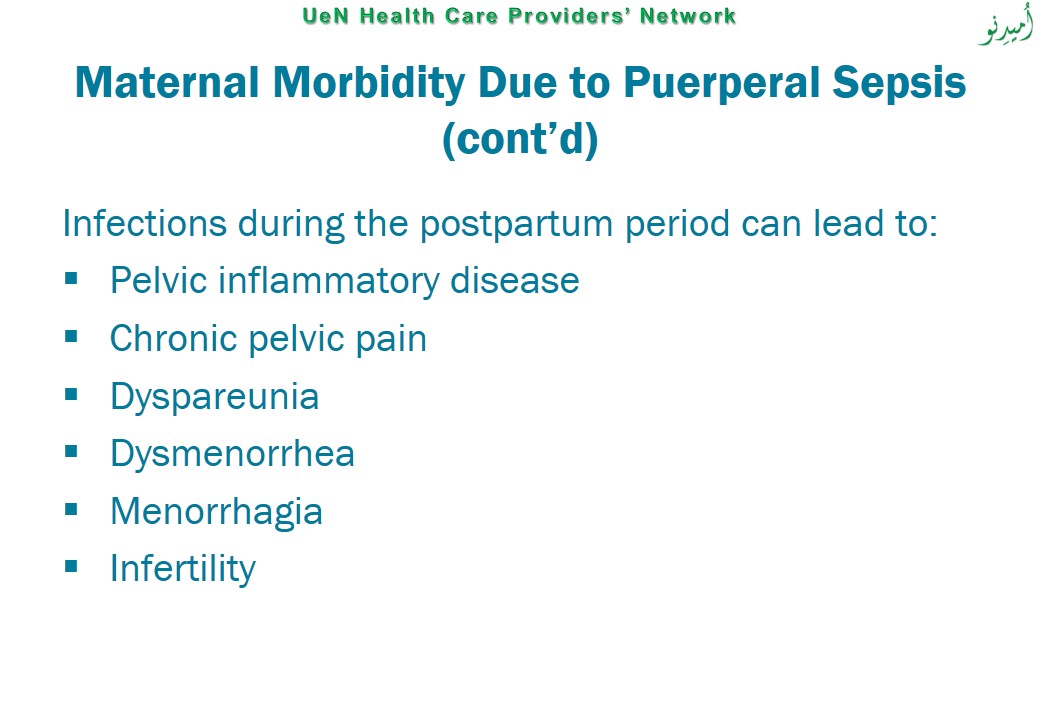 UeN Health Care Providers’ Network
اُمیدِنو
Maternal Morbidity Due to Puerperal Sepsis
(cont’d)
Infections during the postpartum period can lead to:
▪ Pelvic inflammatory disease
▪ Chronic pelvic pain
▪ Dyspareunia
▪ Dysmenorrhea
▪ Menorrhagia
▪ Infertility